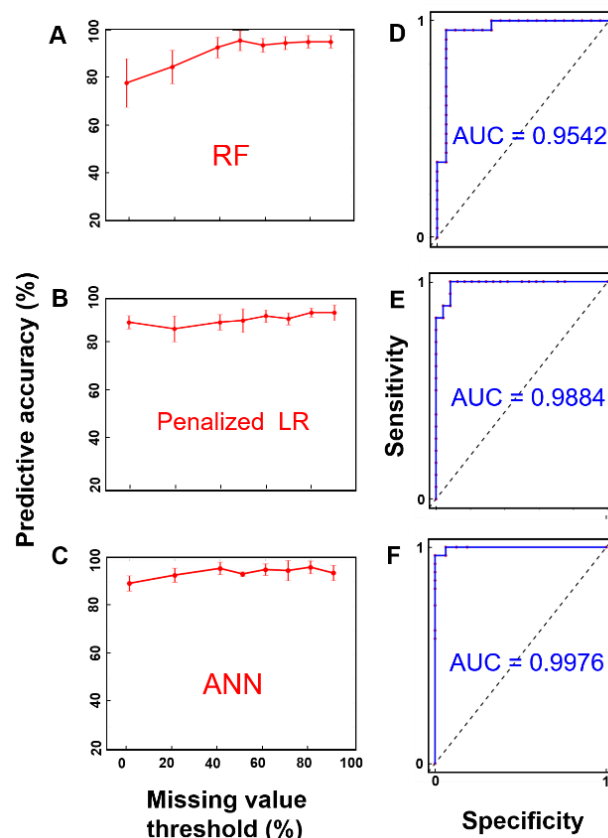 A
100
80
60
40
20
RF
B
100
80
60
40
20
Penalized LR
C
100
80
60
40
20
ANN
0 20 40 60 80 100
Missing value
threshold (%)
Predictive accuracy (%)
D
1
0
AUC = 0.9542
E
1
0
AUC = 0.9884
F
1
0
AUC = 0.9976
0 1
Sensitivity
Specificity